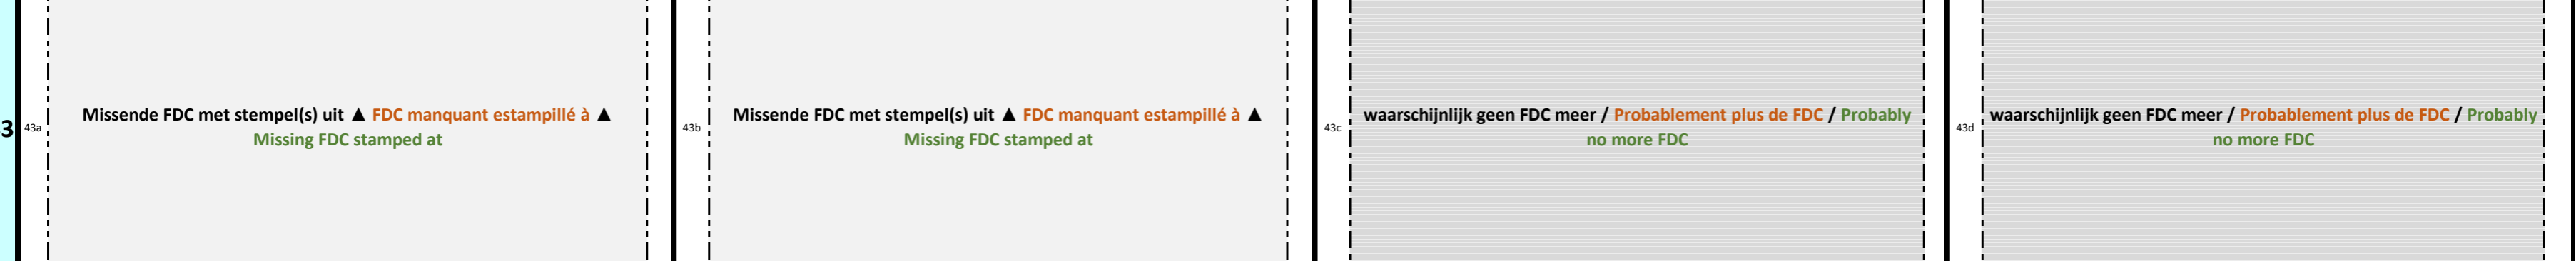 3
43a
Missende FDC met stempel(s) uit ▲ FDC manquant estampillé à ▲
Missing FDC stamped at
43b
Missende FDC met stempel(s) uit ▲ FDC manquant estampillé à ▲
Missing FDC stamped at
43c
waarschijnlijk geen FDC meer / Probablement plus de FDC / Probably
no more FDC
43d
waarschijnlijk geen FDC meer / Probablement plus de FDC / Probably
no more FDC